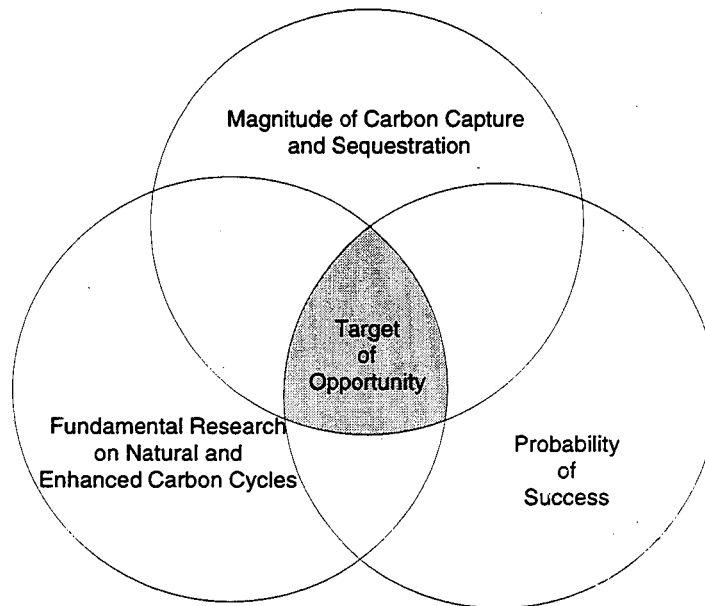 Magnitude of Carbon Capture
and Sequestration
Target
of
Opportunity
Fundamental Research
on Natural and
Enhanced Carbon Cycles
Probability
of
Success